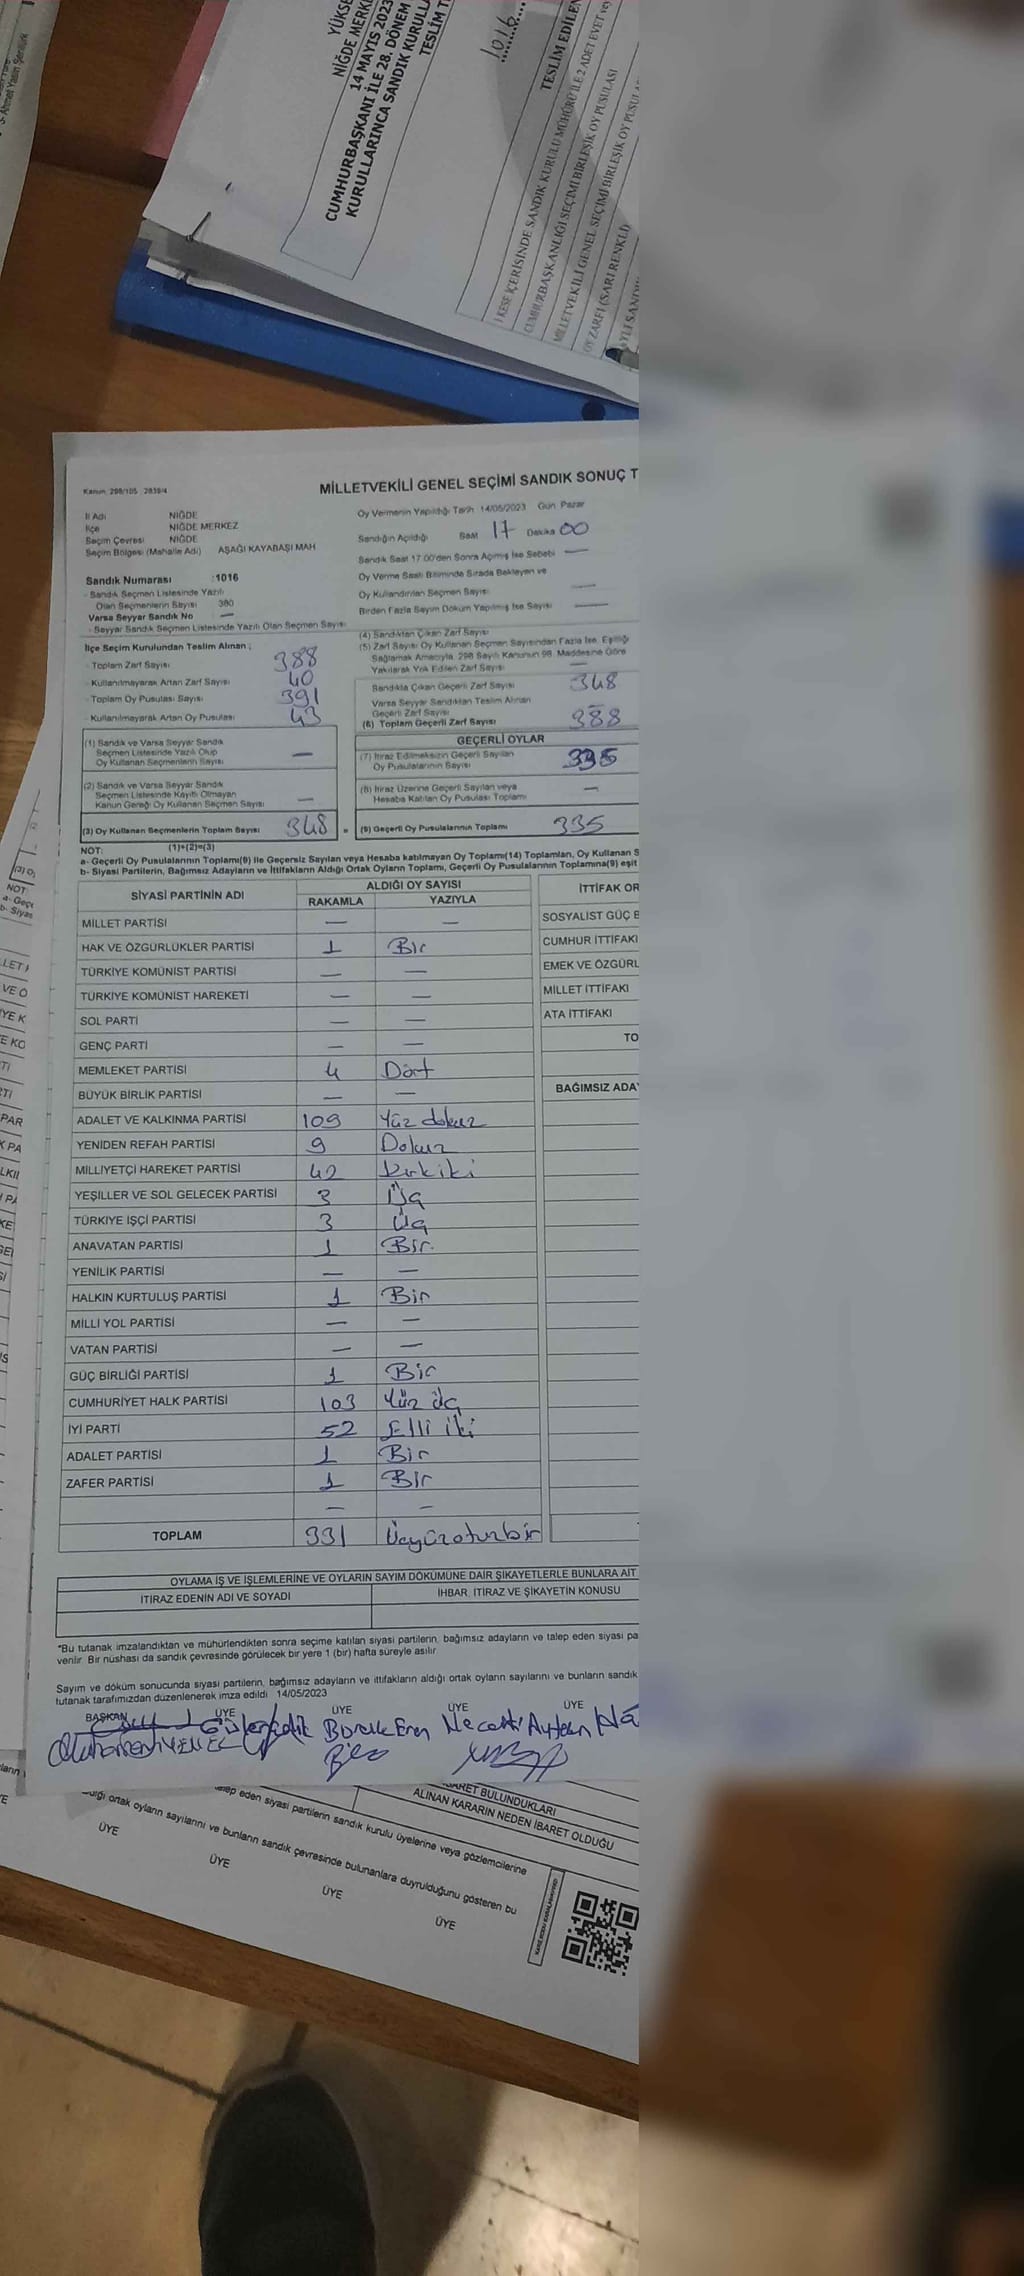 YÜKSE
NİĞDE MERKE
14 MAYIS 2023
CUMHURBAŞKANI İLE 28. DÖNEM
KURULLARINCA SANDIK KURULL
TESLİM T
1016
TESLİM EDİLEN
1 KESE İÇERİSİNDE SANDIK KURULU MÜHÜRÜ İLE 2 ADET EVET
CUMHURBAŞKANLIĞI SEÇİMİ BİRLEŞİK OY PUSULASI
MİLLETVEKİLİ GENEL SEÇİMİ BİRLEŞİK OY PUSUL
OY ZARFI (SARI RENKLİ)
Kanun: 298/105 2839/4
MİLLETVEKİLİ GENEL SEÇİMİ SANDIK SONUÇ T
İl Adı NİĞDE
İlçe NİĞDE MERKEZ
Seçim Çevresi NİĞDE
Seçim Bölgesi (Mahalle Adı) AŞAĞI KAYABAŞI MAH
Sandık Numarası :1016
- Sandık Seçmen Listesinde Yazılı
Olan Seçmenlerin Sayısı 380
Varsa Seyyar Sandık No —
- Seyyar Sandık Seçmen Listesinde Yazılı Olan Seçmen Sayısı
Oy Vermenin Yapıldığı Tarih 14/05/2023 Gün Pazar
Sandığın Açıldığı Saat 17 Dakika 00
Sandık Saat 17:00'den Sonra Açılmış İse Sebebi —
Oy Verme Saati Bitiminde Sırada Bekleyen ve
Oy Kullandırılan Seçmen Sayısı —
Birden Fazla Sayım Döküm Yapılmış İse Sayısı —
İlçe Seçim Kurulundan Teslim Alınan ;
- Toplam Zarf Sayısı 388
- Kullanılmayarak Artan Zarf Sayısı 40
- Toplam Oy Pusulası Sayısı 391
- Kullanılmayarak Artan Oy Pusulası 43
(4) Sandıktan Çıkan Zarf Sayısı
(5) Zarf Sayısı Oy Kullanan Seçmen Sayısından Fazla İse, Eşitliği
Sağlamak Amacıyla 298 Sayılı Kanunun 98. Maddesine Göre
Yakılarak Yok Edilen Zarf Sayısı —
Sandıkta Çıkan Geçerli Zarf Sayısı 348
Varsa Seyyar Sandıktan Teslim Alınan
Geçerli Zarf Sayısı —
(6) Toplam Geçerli Zarf Sayısı 388
(1) Sandık ve Varsa Seyyar Sandık
Seçmen Listesinde Yazılı Olup
Oy Kullanan Seçmenlerin Sayısı —
(2) Sandık ve Varsa Seyyar Sandık
Seçmen Listesinde Kayıtlı Olmayan
Kanun Gereği Oy Kullanan Seçmen Sayısı —
(3) Oy Kullanan Seçmenlerin Toplam Sayısı 348 =
GEÇERLİ OYLAR
(7) İtiraz Edilmeksizin Geçerli Sayılan
Oy Pusulalarının Sayısı 335
(8) İtiraz Üzerine Geçerli Sayılan veya
Hesaba Katılan Oy Pusulası Toplamı —
(9) Geçerli Oy Pusulalarının Toplamı 335
NOT: (1)+(2)=(3)
a- Geçerli Oy Pusulalarının Toplamı(9) ile Geçersiz Sayılan veya Hesaba katılmayan Oy Toplamı(14) Toplamları, Oy Kullanan S
b- Siyasi Partilerin, Bağımsız Adayların ve İttifakların Aldığı Ortak Oyların Toplamı, Geçerli Oy Pusulalarının Toplamına(9) eşit
SİYASİ PARTİNİN ADI ALDIĞI OY SAYISI
RAKAMLA YAZIYLA
MİLLET PARTİSİ — —
HAK VE ÖZGÜRLÜKLER PARTİSİ 1 Bir
TÜRKİYE KOMÜNİST PARTİSİ — —
TÜRKİYE KOMÜNİST HAREKETİ — —
SOL PARTİ — —
GENÇ PARTİ — —
MEMLEKET PARTİSİ 4 Dört
BÜYÜK BİRLİK PARTİSİ — —
ADALET VE KALKINMA PARTİSİ 109 Yüz dokuz
YENİDEN REFAH PARTİSİ 9 Dokuz
MİLLİYETÇİ HAREKET PARTİSİ 42 Kırkiki
YEŞİLLER VE SOL GELECEK PARTİSİ 3 Üç
TÜRKİYE İŞÇİ PARTİSİ 3 Üç
ANAVATAN PARTİSİ 1 Bir
YENİLİK PARTİSİ — —
HALKIN KURTULUŞ PARTİSİ 1 Bir
MİLLİ YOL PARTİSİ — —
VATAN PARTİSİ — —
GÜÇ BİRLİĞİ PARTİSİ 1 Bir
CUMHURİYET HALK PARTİSİ 103 Yüz üç
İYİ PARTİ 52 Elli iki
ADALET PARTİSİ 1 Bir
ZAFER PARTİSİ 1 Bir
— —
TOPLAM 331 Üçyüzotuzbir
İTTİFAK OR
SOSYALİST GÜÇ B
CUMHUR İTTİFAKI
EMEK VE ÖZGÜRL
MİLLET İTTİFAKI
ATA İTTİFAKI
TO
BAĞIMSIZ ADA
OYLAMA İŞ VE İŞLEMLERİNE VE OYLARIN SAYIM DÖKÜMÜNE DAİR ŞİKAYETLERLE BUNLARA AİT
İTİRAZ EDENİN ADI VE SOYADI İHBAR, İTİRAZ VE ŞİKAYETİN KONUSU
*Bu tutanak imzalandıktan ve mühürlendikten sonra seçime katılan siyasi partilerin, bağımsız adayların ve talep eden siyasi pa
verilir. Bir nüshası da sandık çevresinde görülecek bir yere 1 (bir) hafta süreyle asılır
Sayım ve döküm sonucunda siyasi partilerin, bağımsız adayların ve ittifakların aldığı ortak oyların sayılarını ve bunların sandık
tutanak tarafımızdan düzenlenerek imza edildi 14/05/2023
BAŞKAN ÜYE ÜYE ÜYE ÜYE
ARET BULUNDUKLARI
ALINAN KARARIN NEDEN İBARET OLDUĞU
talep eden siyasi partilerin sandık kurulu üyelerine veya gözlemcilerine
dığı ortak oyların sayılarını ve bunların sandık çevresinde bulunanlara duyrulduğunu gösteren bu
ÜYE
ÜYE
ÜYE
ÜYE